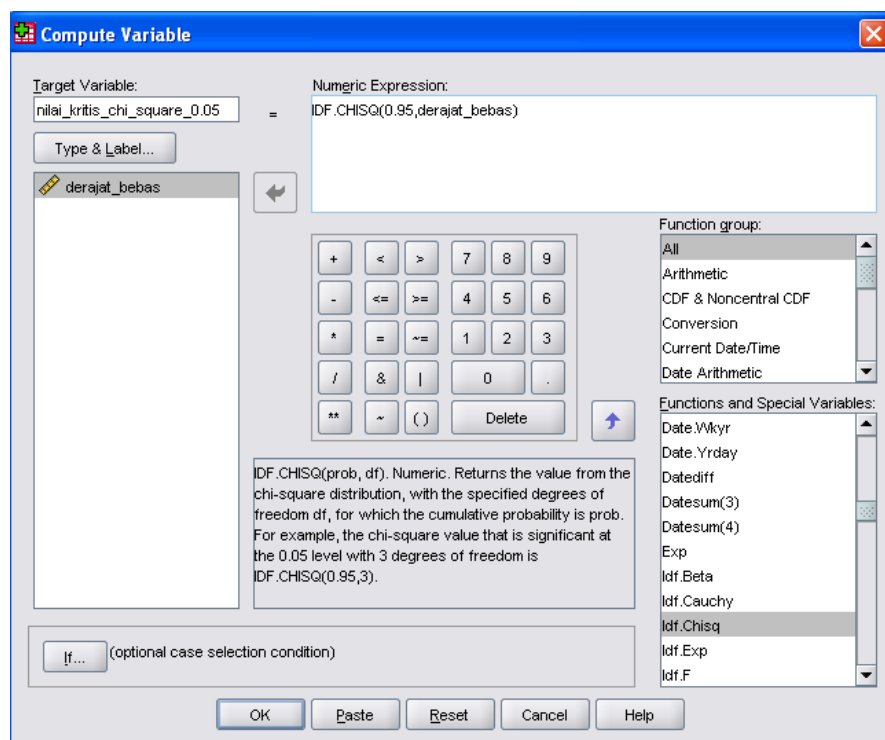 Compute Variable
Target Variable:
nilai_kritis_chi_square_0.05
=
Numeric Expression:
IDF.CHISQ(0.95,derajat_bebas)
Type & Label...
derajat_bebas
+ < > 7 8 9
- <= >= 4 5 6
* = ~= 1 2 3
/ & | 0 .
** ~ ( ) Delete
Function group:
All
Arithmetic
CDF & Noncentral CDF
Conversion
Current Date/Time
Date Arithmetic
Functions and Special Variables:
Date.Wkyr
Date.Yrday
Datediff
Datesum(3)
Datesum(4)
Exp
Idf.Beta
Idf.Cauchy
Idf.Chisq
Idf.Exp
Idf.F
IDF.CHISQ(prob, df). Numeric. Returns the value from the
chi-square distribution, with the specified degrees of
freedom df, for which the cumulative probability is prob.
For example, the chi-square value that is significant at
the 0.05 level with 3 degrees of freedom is
IDF.CHISQ(0.95,3).
If... (optional case selection condition)
OK Paste Reset Cancel Help